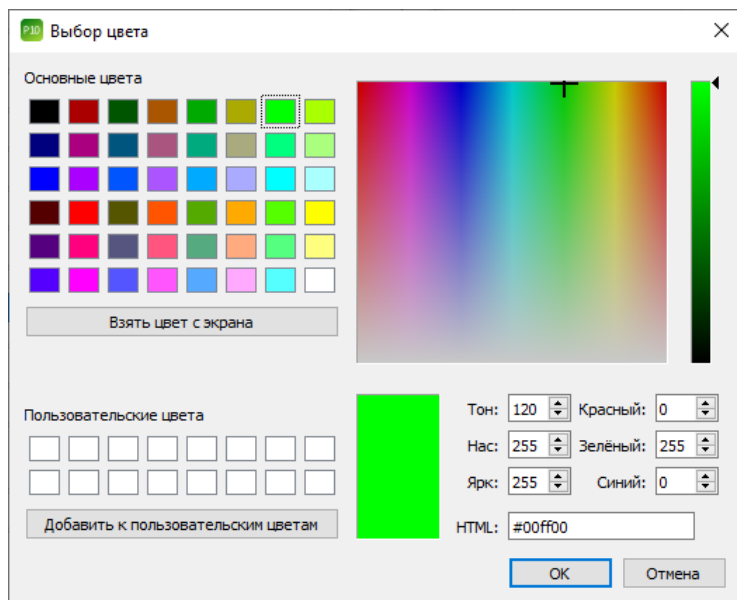 P10 Выбор цвета
Основные цвета
Взять цвет с экрана
Пользовательские цвета
Добавить к пользовательским цветам
Тон: 120 Красный: 0
Нас: 255 Зелёный: 255
Ярк: 255 Синий: 0
HTML: #00ff00
OK Отмена